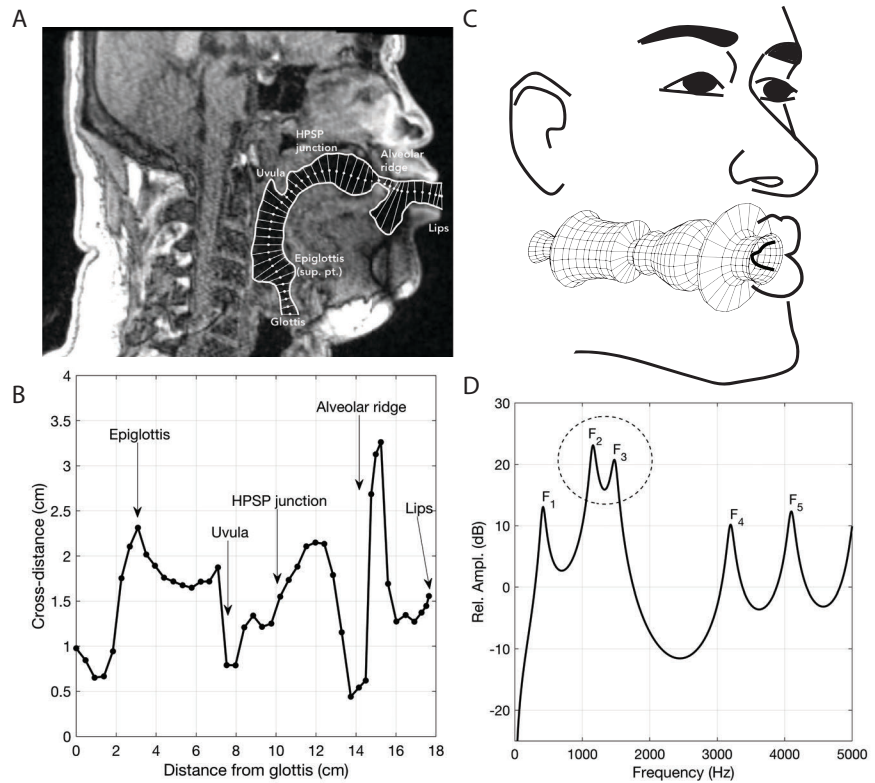 A
HPSP
junction
Alveolar
ridge
Uvula
Lips
Epiglottis
(sup. pt.)
Glottis
C
B
4
3.5
3
2.5
2
1.5
1
0.5
0
Cross-distance (cm)
Epiglottis
Uvula
HPSP junction
Alveolar ridge
Lips
0 2 4 6 8 10 12 14 16 18
Distance from glottis (cm)
D
30
20
10
0
-10
-20
Rel. Ampl. (dB)
F1
F2
F3
F4
F5
0 1000 2000 3000 4000 5000
Frequency (Hz)